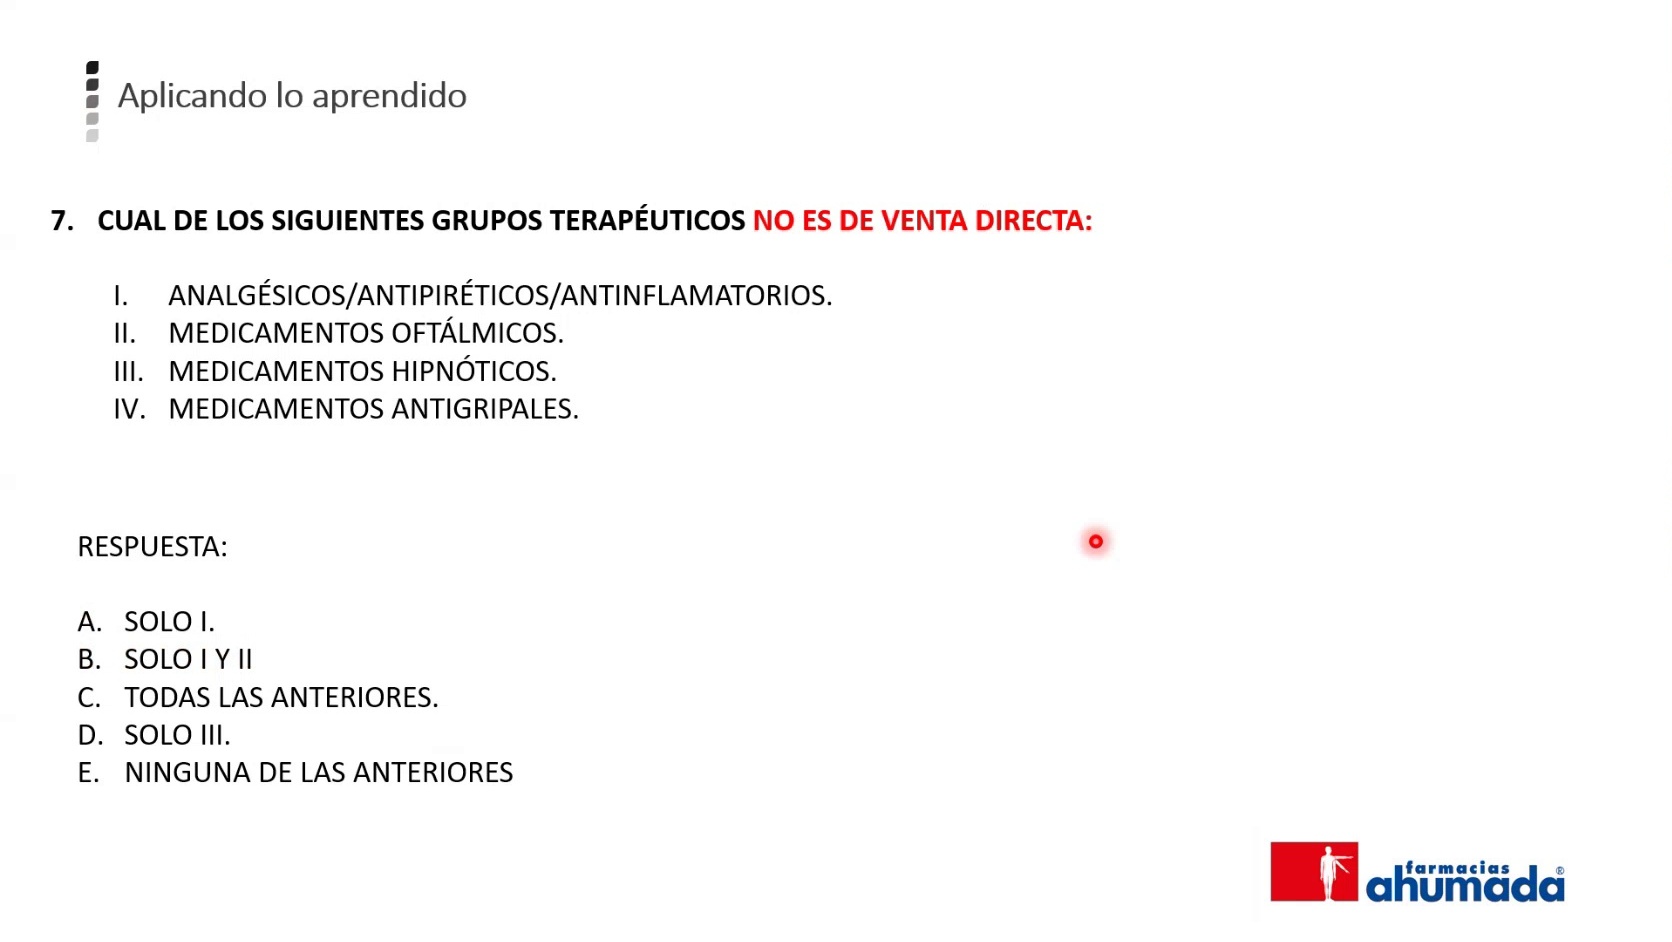 Aplicando lo aprendido
7. CUAL DE LOS SIGUIENTES GRUPOS TERAPÉUTICOS NO ES DE VENTA DIRECTA:
I. ANALGÉSICOS/ANTIPIRÉTICOS/ANTINFLAMATORIOS.
II. MEDICAMENTOS OFTÁLMICOS.
III. MEDICAMENTOS HIPNÓTICOS.
IV. MEDICAMENTOS ANTIGRIPALES.
RESPUESTA:
A. SOLO I.
B. SOLO I Y II
C. TODAS LAS ANTERIORES.
D. SOLO III.
E. NINGUNA DE LAS ANTERIORES
farmacias
ahumada®